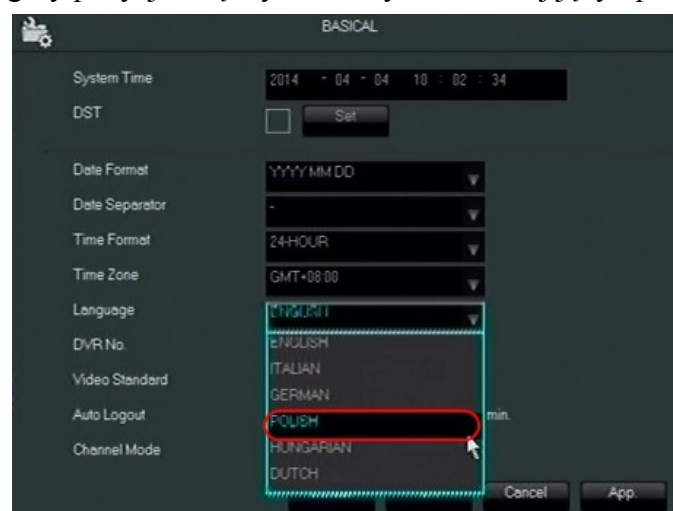 BASICAL
System Time 2014 - 04 - 04 10 : 02 : 34
DST Set
Date Format YYYY MM DD
Date Separator -
Time Format 24-HOUR
Time Zone GMT+08:00
Language ENGLISH
DVR No. ENGLISH
ITALIAN
Video Standard
GERMAN
Auto Logout POLISH min.
Channel Mode HUNGARIAN
DUTCH
Cancel App.